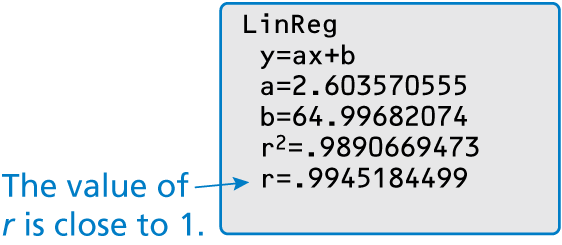 LinReg
y=ax+b
a=2.603570555
b=64.99682074
r²=.9890669473
r=.9945184499
The value of
r is close to 1.